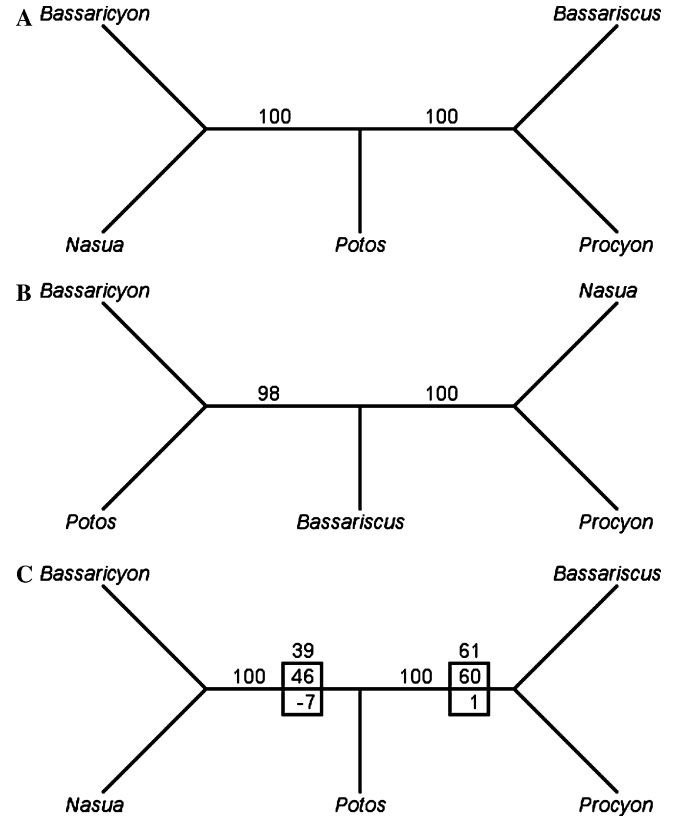 A Bassaricyon Bassariscus
100 100
Nasua Potos Procyon
B Bassaricyon Nasua
98 100
Potos Bassariscus Procyon
C Bassaricyon Bassariscus
39 61
100 46 100 60
-7 1
Nasua Potos Procyon